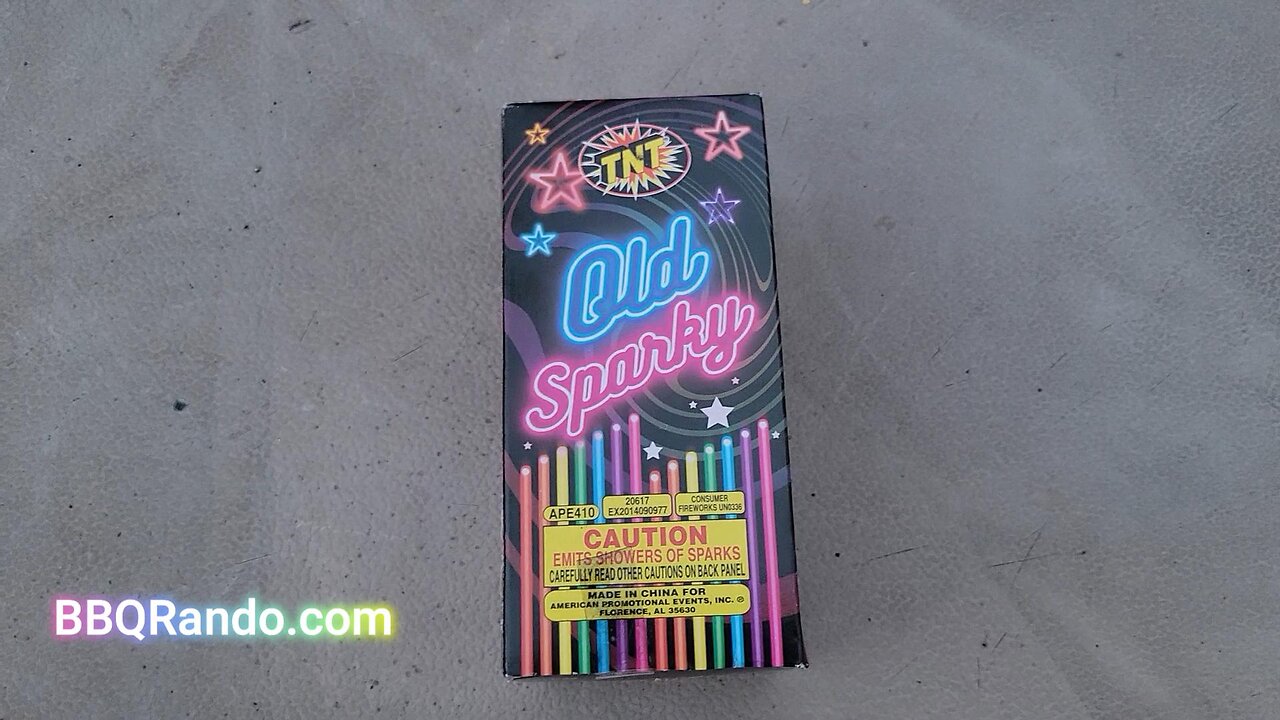 TNT
Old
Sparky
APE410
20617
EX2014090977
CONSUMER
FIREWORKS UN0336
CAUTION
EMITS SHOWERS OF SPARKS
CAREFULLY READ OTHER CAUTIONS ON BACK PANEL
MADE IN CHINA FOR
AMERICAN PROMOTIONAL EVENTS, INC. ℗
FLORENCE, AL 35630
BBQRando.com